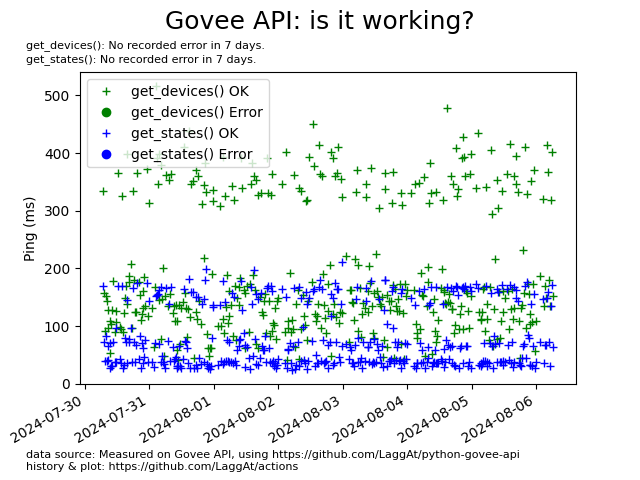 Govee API: is it working?
get_devices(): No recorded error in 7 days.
get_states(): No recorded error in 7 days.
get_devices() OK
get_devices() Error
get_states() OK
get_states() Error
Ping (ms)
500
400
300
200
100
0
2024-07-30
2024-07-31
2024-08-01
2024-08-02
2024-08-03
2024-08-04
2024-08-05
2024-08-06
data source: Measured on Govee API, using https://github.com/LaggAt/python-govee-api
history & plot: https://github.com/LaggAt/actions